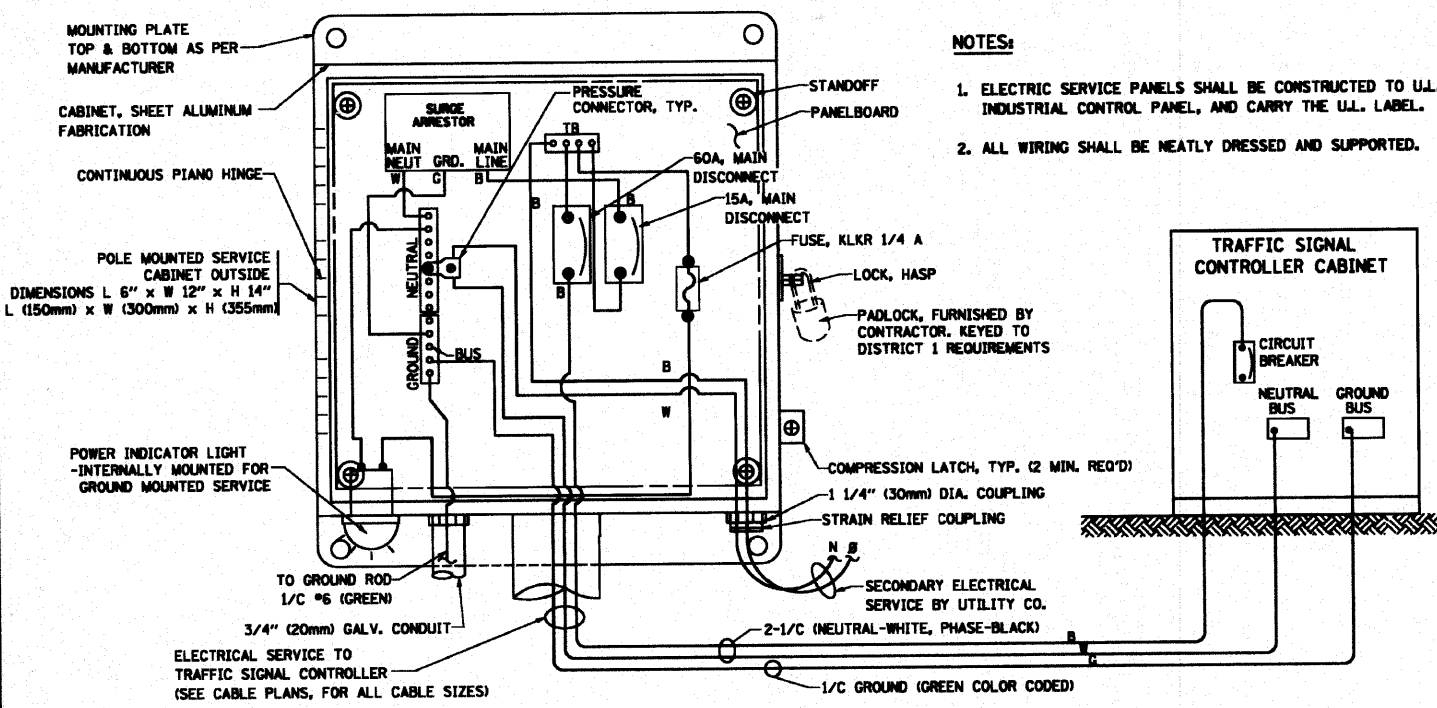 MOUNTING PLATE
TOP & BOTTOM AS PER
MANUFACTURER
CABINET, SHEET ALUMINUM
FABRICATION
CONTINUOUS PIANO HINGE
POLE MOUNTED SERVICE
CABINET OUTSIDE
DIMENSIONS L 6" x W 12" x H 14"
L (150mm) x W (300mm) x H (355mm)
POWER INDICATOR LIGHT
-INTERNALLY MOUNTED FOR
GROUND MOUNTED SERVICE
SURGE
ARRESTOR
MAIN
NEUT
GRD.
MAIN
LINE
W
G
B
PRESSURE
CONNECTOR, TYP.
TB
STANDOFF
PANELBOARD
60A, MAIN
DISCONNECT
15A, MAIN
DISCONNECT
B
B
B
FUSE, KLKR 1/4 A
LOCK, HASP
PADLOCK, FURNISHED BY
CONTRACTOR. KEYED TO
DISTRICT 1 REQUIREMENTS
NEUTRAL
GROUND
BUS
B
W
COMPRESSION LATCH, TYP. (2 MIN. REQ'D)
1 1/4" (30mm) DIA. COUPLING
STRAIN RELIEF COUPLING
N Ø
SECONDARY ELECTRICAL
SERVICE BY UTILITY CO.
TO GROUND ROD
1/C #6 (GREEN)
3/4" (20mm) GALV. CONDUIT
ELECTRICAL SERVICE TO
TRAFFIC SIGNAL CONTROLLER
(SEE CABLE PLANS, FOR ALL CABLE SIZES)
2-1/C (NEUTRAL-WHITE, PHASE-BLACK)
1/C GROUND (GREEN COLOR CODED)
B
W
G
NOTES:
1. ELECTRIC SERVICE PANELS SHALL BE CONSTRUCTED TO U.L.
INDUSTRIAL CONTROL PANEL, AND CARRY THE U.L. LABEL.
2. ALL WIRING SHALL BE NEATLY DRESSED AND SUPPORTED.
TRAFFIC SIGNAL
CONTROLLER CABINET
CIRCUIT
BREAKER
NEUTRAL
BUS
GROUND
BUS